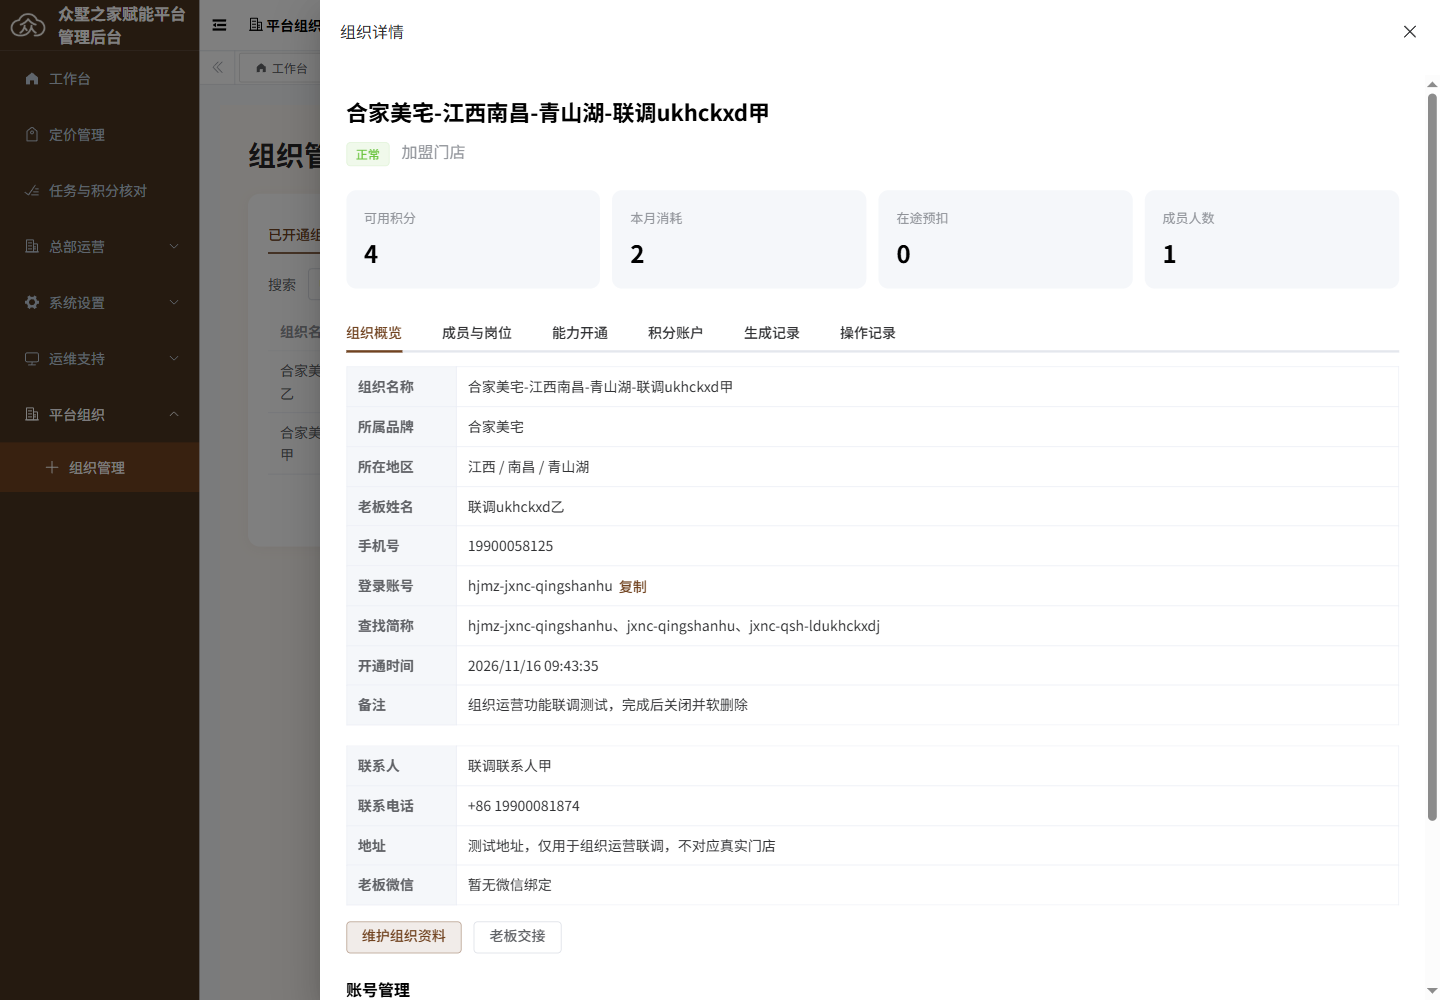 众墅之家赋能平台
管理后台
工作台
定价管理
任务与积分核对
总部运营
系统设置
运维支持
平台组织
组织管理
平台组织
工作台
组织管
已开通组
搜索
组织名
合家美
乙
合家美
甲
组织详情
合家美宅-江西南昌-青山湖-联调ukhckxd甲
正常 加盟门店
可用积分 本月消耗 在途预扣 成员人数
4 2 0 1
组织概览 成员与岗位 能力开通 积分账户 生成记录 操作记录
组织名称 合家美宅-江西南昌-青山湖-联调ukhckxd甲
所属品牌 合家美宅
所在地区 江西 / 南昌 / 青山湖
老板姓名 联调ukhckxd乙
手机号 19900058125
登录账号 hjmz-jxnc-qingshanhu 复制
查找简称 hjmz-jxnc-qingshanhu、jxnc-qingshanhu、jxnc-qsh-ldukhckxdj
开通时间 2026/11/16 09:43:35
备注 组织运营功能联调测试，完成后关闭并软删除
联系人 联调联系人甲
联系电话 +86 19900081874
地址 测试地址，仅用于组织运营联调，不对应真实门店
老板微信 暂无微信绑定
维护组织资料 老板交接
账号管理